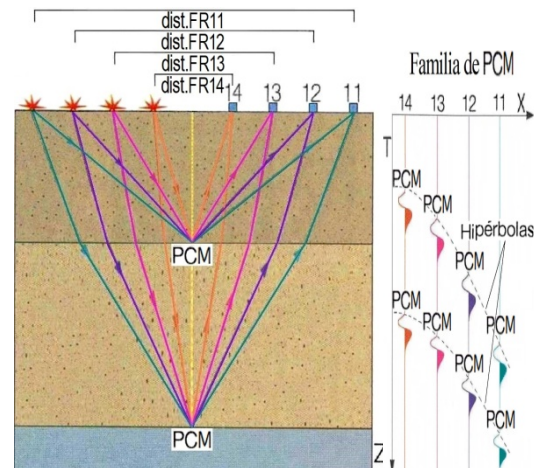 dist.FR11
dist.FR12
dist.FR13
dist.FR14
14 13 12 11
PCM
PCM
Z
Familia de PCM
14 13 12 11 X
T
PCM
PCM
Hipérbolas
PCM
PCM
PCM
PCM
PCM
PCM